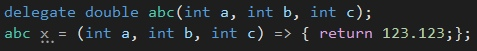 delegate double abc(int a, int b, int c);
abc x = (int a, int b, int c) => { return 123.123;};